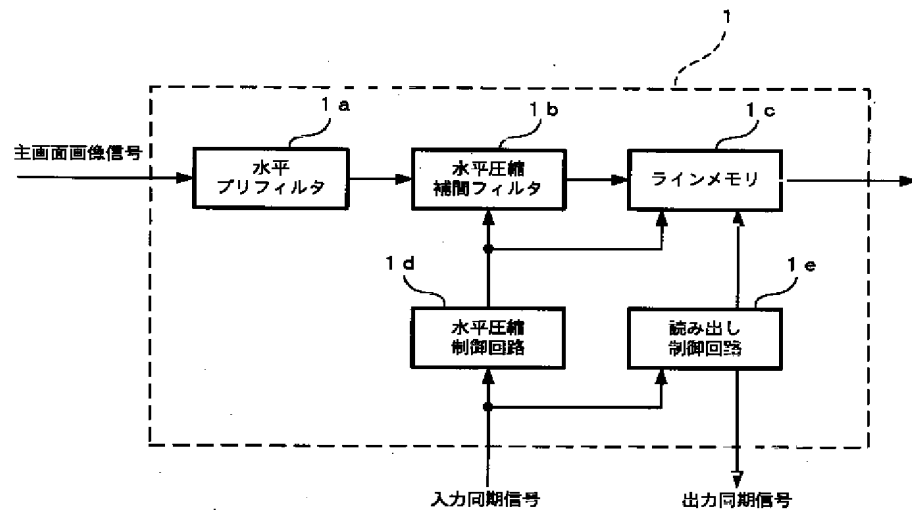 1
1a
1b
1c
主画面画像信号
水平
プリフィルタ
水平圧縮
補間フィルタ
ラインメモリ
1d
1e
水平圧縮
制御回路
読み出し
制御回路
入力同期信号
出力同期信号